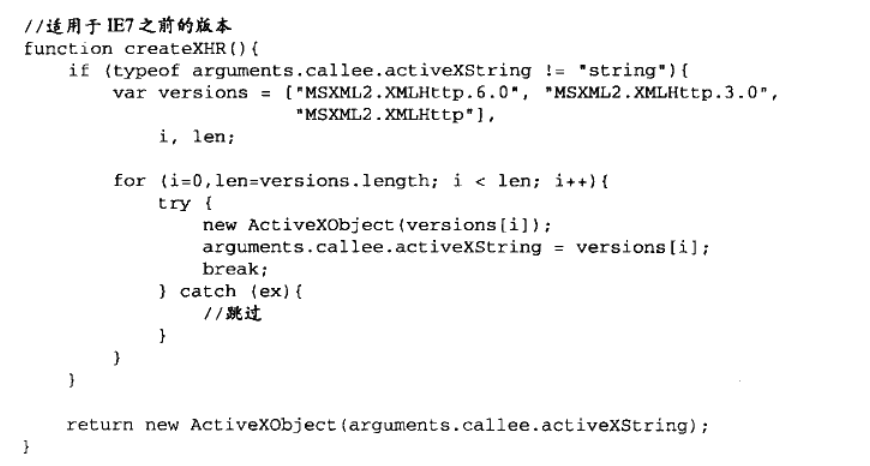 //适用于IE7之前的版本
function createXHR(){
    if (typeof arguments.callee.activeXString != "string"){
        var versions = ["MSXML2.XMLHttp.6.0", "MSXML2.XMLHttp.3.0",
                        "MSXML2.XMLHttp"],
            i, len;

        for (i=0,len=versions.length; i < len; i++){
            try {
                new ActiveXObject(versions[i]);
                arguments.callee.activeXString = versions[i];
                break;
            } catch (ex){
                //跳过
            }
        }
    }

    return new ActiveXObject(arguments.callee.activeXString);
}